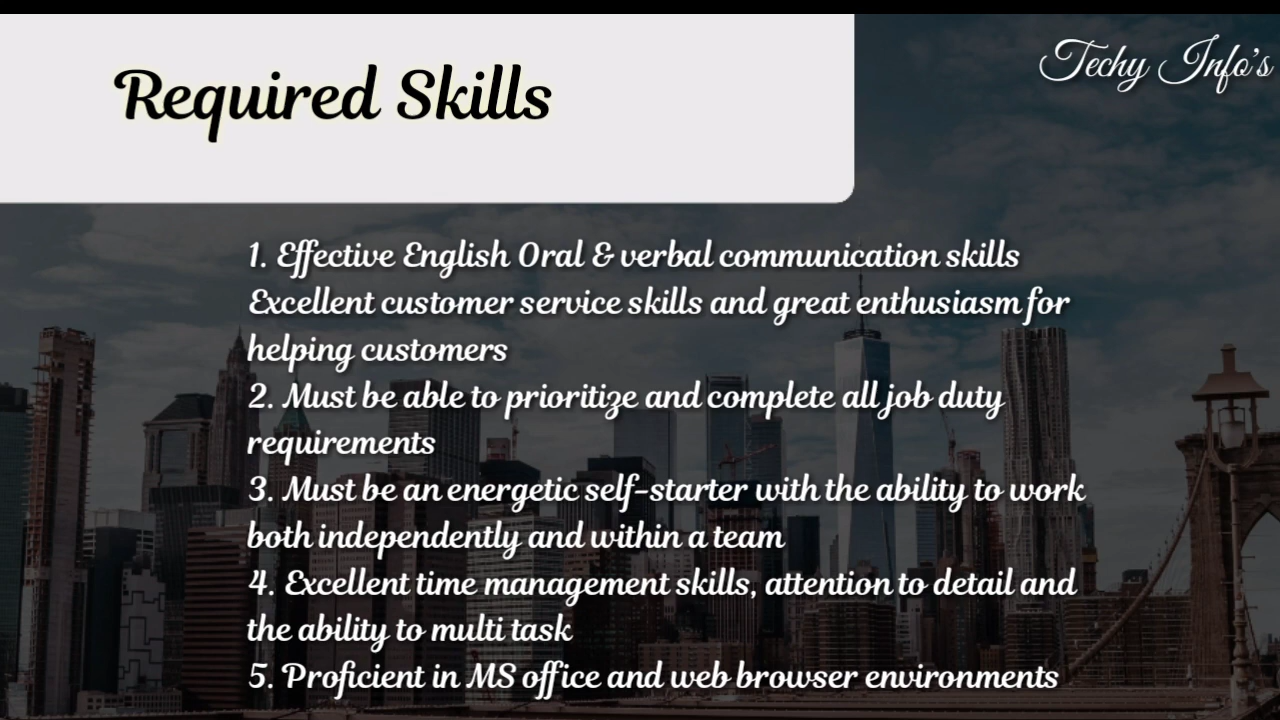 Required Skills
Techy Info's
1. Effective English Oral & verbal communication skills
Excellent customer service skills and great enthusiasm for
helping customers
2. Must be able to prioritize and complete all job duty
requirements
3. Must be an energetic self-starter with the ability to work
both independently and within a team
4. Excellent time management skills, attention to detail and
the ability to multi task
5. Proficient in MS office and web browser environments